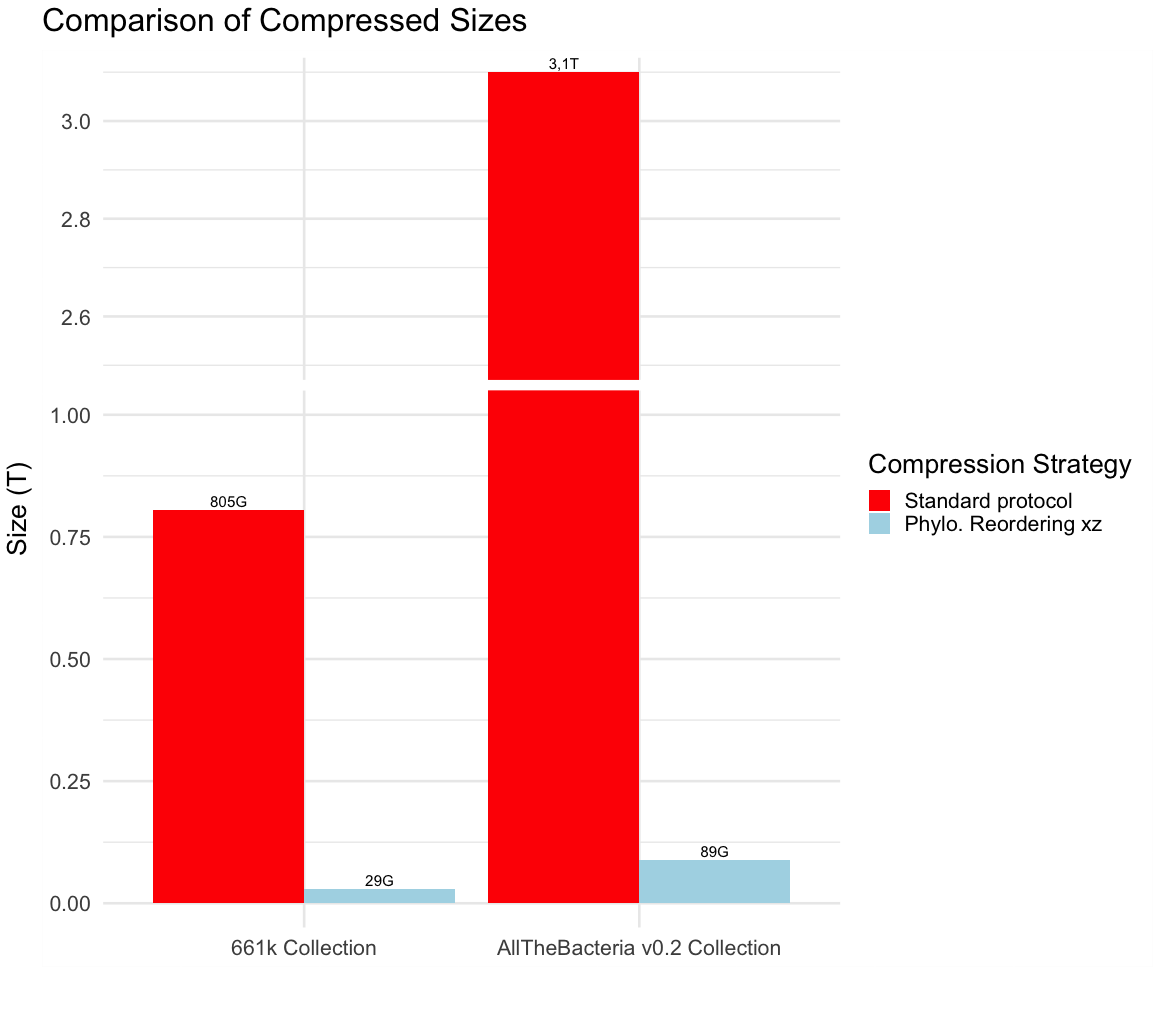 Comparison of Compressed Sizes
3,1T
3.0
2.8
2.6
1.00
805G
0.75
0.50
0.25
89G
29G
0.00
Size (T)
661k Collection
AllTheBacteria v0.2 Collection
Compression Strategy
Standard protocol
Phylo. Reordering xz